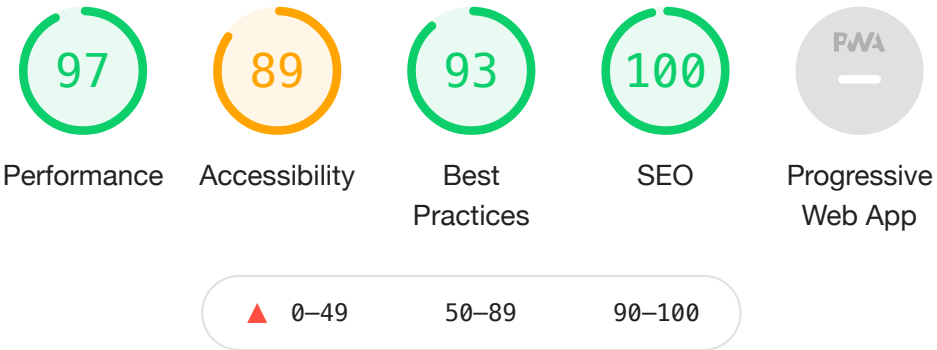 97 89 93 100 PWA
Performance Accessibility Best SEO Progressive
Practices Web App
0–49 50–89 90–100